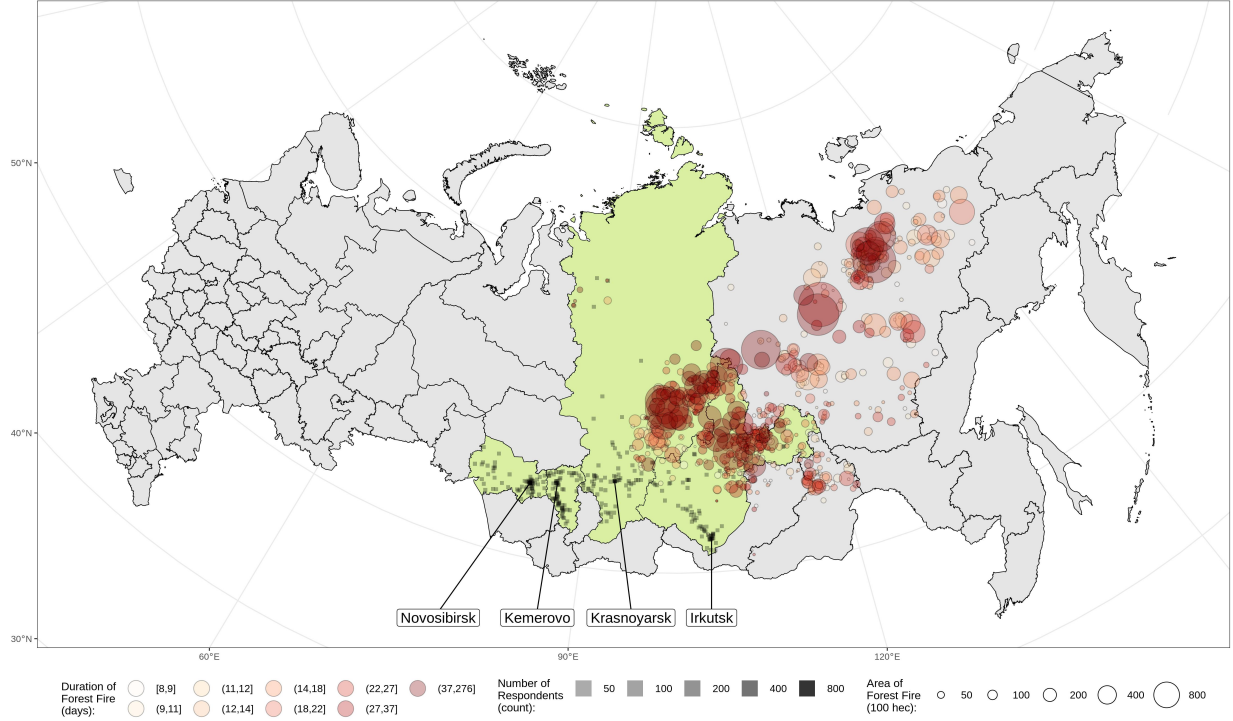 50°N
40°N
30°N
Novosibirsk Kemerovo Krasnoyarsk Irkutsk
60°E 90°E 120°E
Duration of
Forest Fire
(days):
[8,9] (11,12] (14,18] (22,27] (37,276]
(9,11] (12,14] (18,22] (27,37]
Number of
Respondents
(count):
50 100 200 400 800
Area of
Forest Fire
(100 hec):
50 100 200 400 800